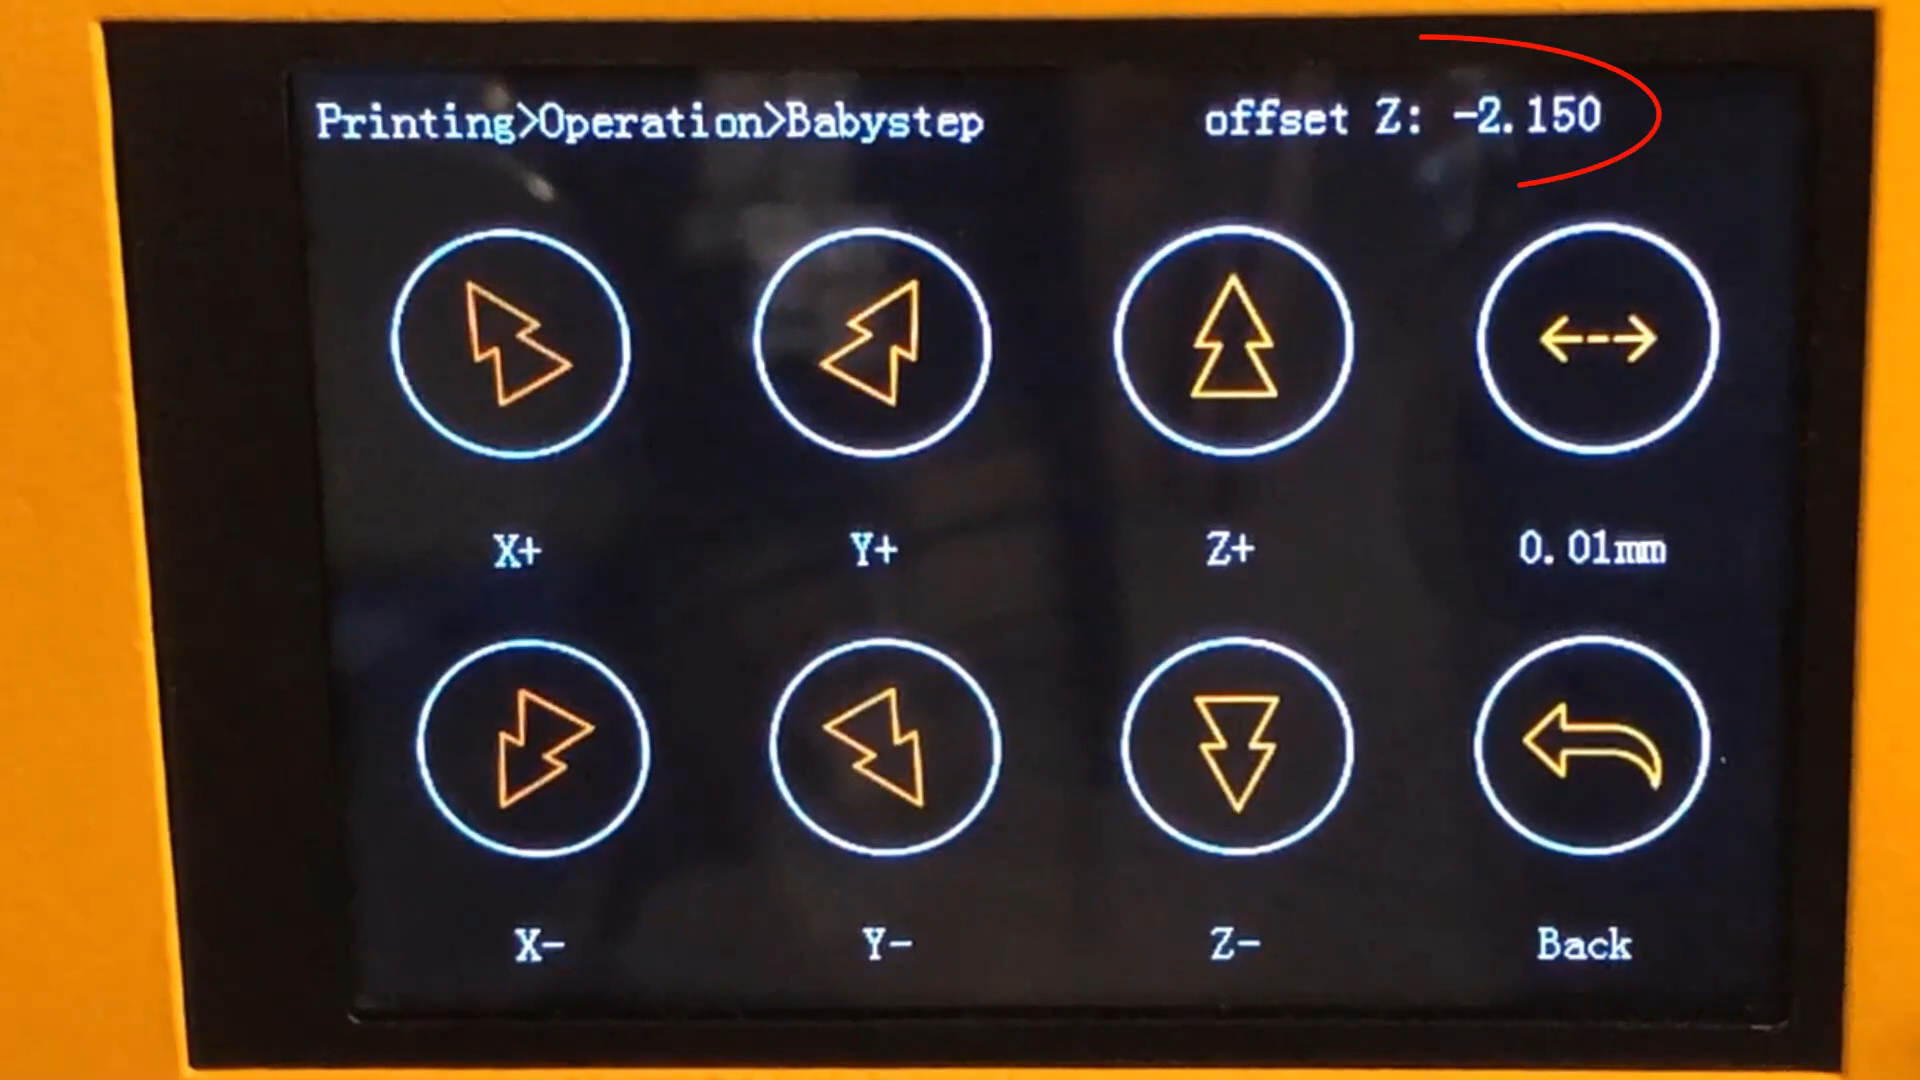 Printing>Operation>Babystep
offset Z: -2.150
X+
Y+
Z+
0.01mm
X-
Y-
Z-
Back